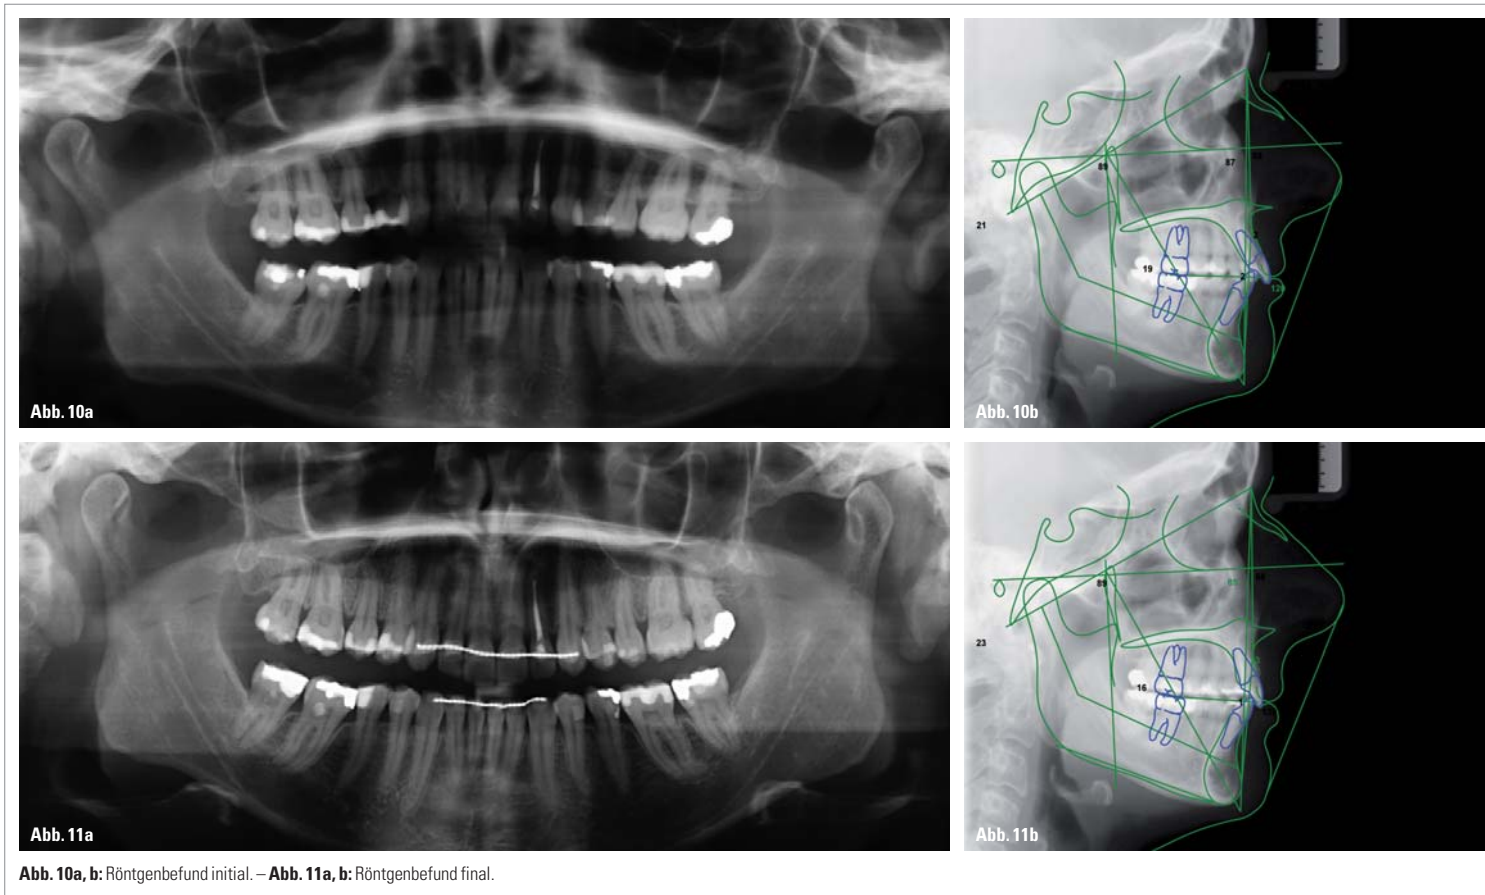 Abb. 10a
21
89
87
19
2
120
Abb. 10b
Abb. 11a
23
89
16
Abb. 11b
Abb. 10a, b: Röntgenbefund initial. – Abb. 11a, b: Röntgenbefund final.